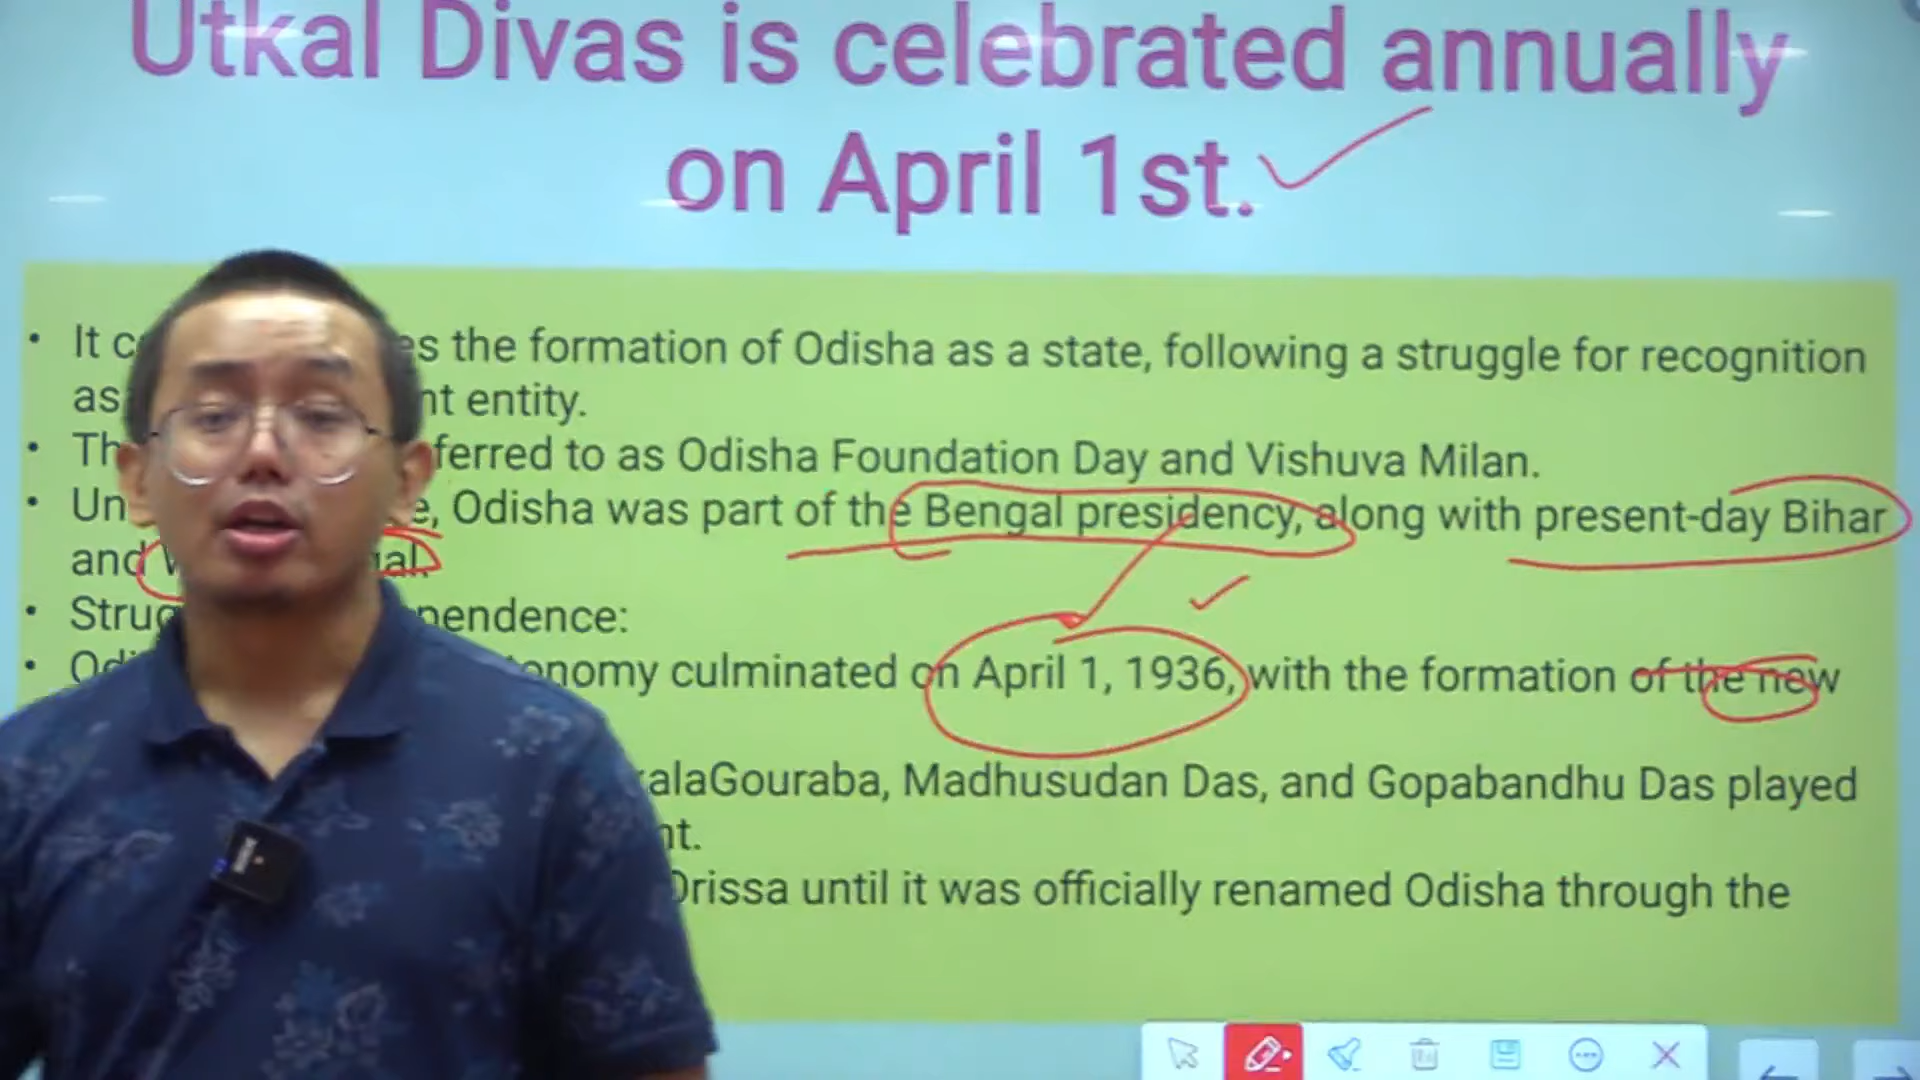 Utkal Divas is celebrated annually
on April 1st.
• It es the formation of Odisha as a state, following a struggle for recognition
as nt entity.
• Th ferred to as Odisha Foundation Day and Vishuva Milan.
• Un e, Odisha was part of the Bengal presidency, along with present-day Bihar
and W gal.
• Strug pendence:
• Odi onomy culminated on April 1, 1936, with the formation of the new
kalaGouraba, Madhusudan Das, and Gopabandhu Das played
nt.
Orissa until it was officially renamed Odisha through the